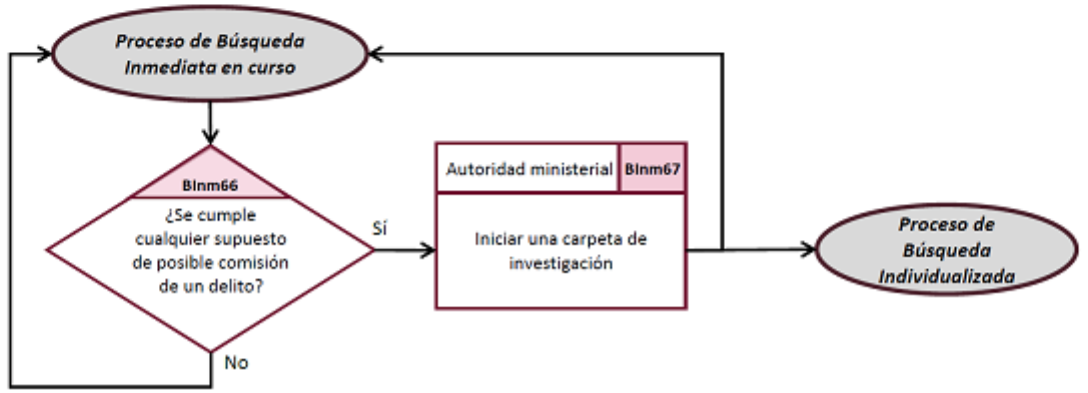 Proceso de Búsqueda
Inmediata en curso
BInm66
¿Se cumple
cualquier supuesto
de posible comisión
de un delito?
Sí
No
Autoridad ministerial
BInm67
Iniciar una carpeta de
investigación
Proceso de
Búsqueda
Individualizada